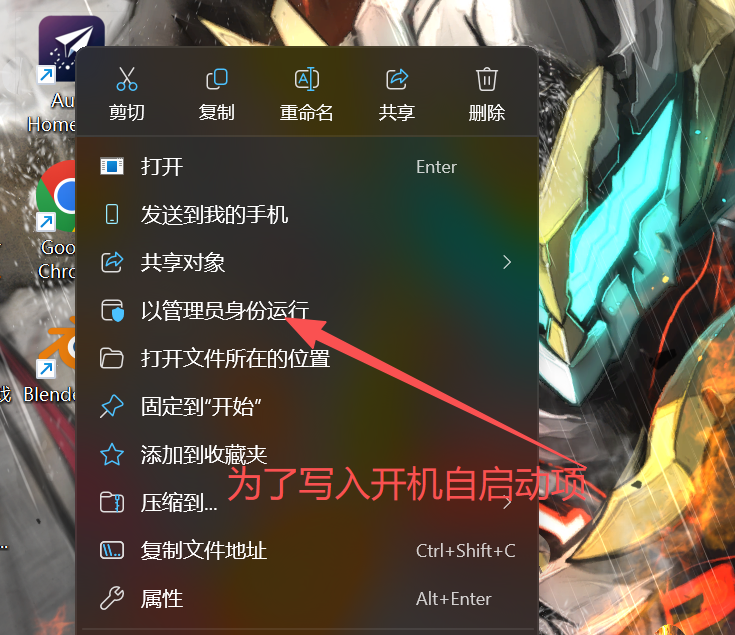 剪切 复制 重命名 共享 删除
Au
Home
打开 Enter
发送到我的手机
Goo
Chro
共享对象
以管理员身份运行
打开文件所在的位置
Blende
固定到"开始"
添加到收藏夹
为了写入开机自启动项
压缩到...
复制文件地址 Ctrl+Shift+C
属性 Alt+Enter